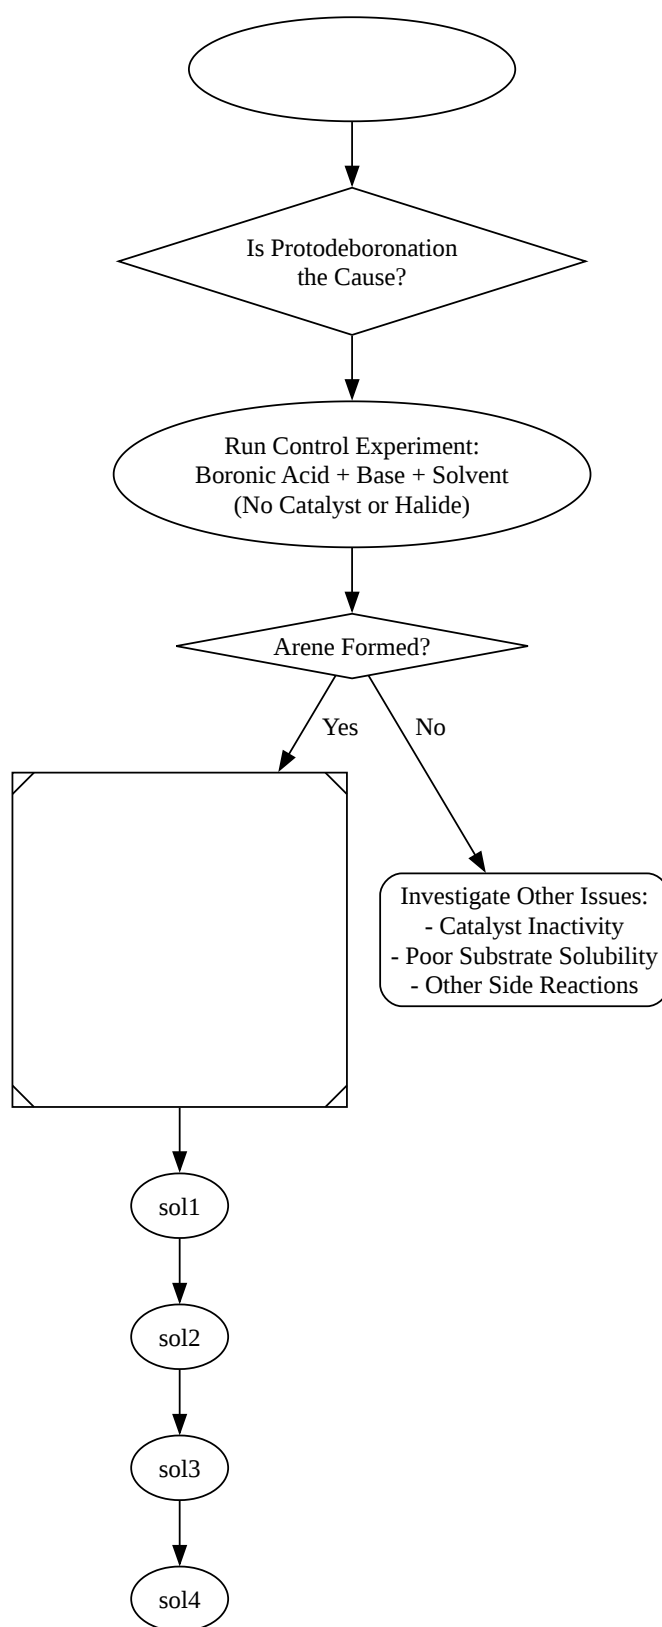 Is Protodeboronation
the Cause?
Run Control Experiment:
Boronic Acid + Base + Solvent
(No Catalyst or Halide)
Arene Formed?
Yes
No
Investigate Other Issues:
- Catalyst Inactivity
- Poor Substrate Solubility
- Other Side Reactions
sol1
sol2
sol3
sol4